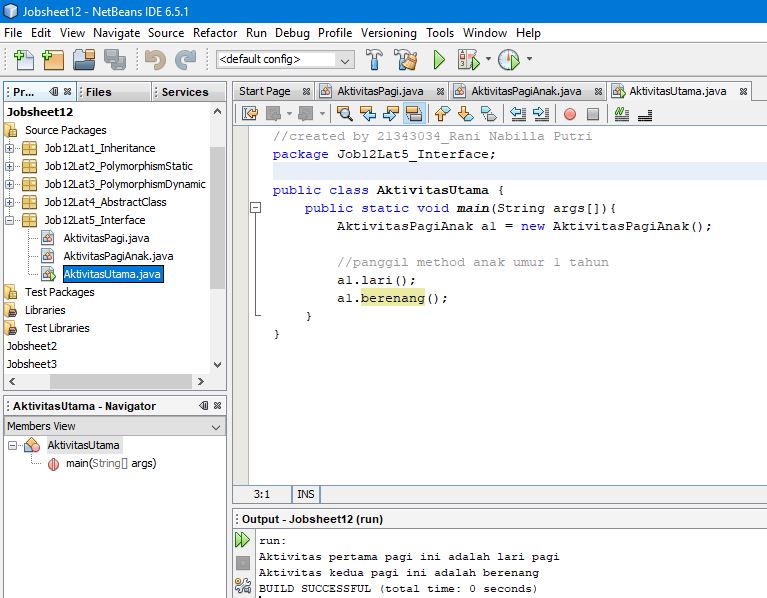 Jobsheet12 - NetBeans IDE 6.5.1
File Edit View Navigate Source Refactor Run Debug Profile Versioning Tools Window Help
<default config>
Pr... Files Services
Jobsheet12
Source Packages
Job12Lat1_Inheritance
Job12Lat2_PolymorphismStatic
Job12Lat3_PolymorphismDynamic
Job12Lat4_AbstractClass
Job12Lat5_Interface
AktivitasPagi.java
AktivitasPagiAnak.java
AktivitasUtama.java
Test Packages
Libraries
Test Libraries
Jobsheet2
Jobsheet3
AktivitasUtama - Navigator
Members View
AktivitasUtama
main(String[] args)
Start Page AktivitasPagi.java AktivitasPagiAnak.java AktivitasUtama.java
//created by 21343034_Rani Nabilla Putri
package Job12Lat5_Interface;
public class AktivitasUtama {
public static void main(String args[]){
AktivitasPagiAnak a1 = new AktivitasPagiAnak();
//panggil method anak umur 1 tahun
a1.lari();
a1.berenang();
}
}
3:1 INS
Output - Jobsheet12 (run)
run:
Aktivitas pertama pagi ini adalah lari pagi
Aktivitas kedua pagi ini adalah berenang
BUILD SUCCESSFUL (total time: 0 seconds)